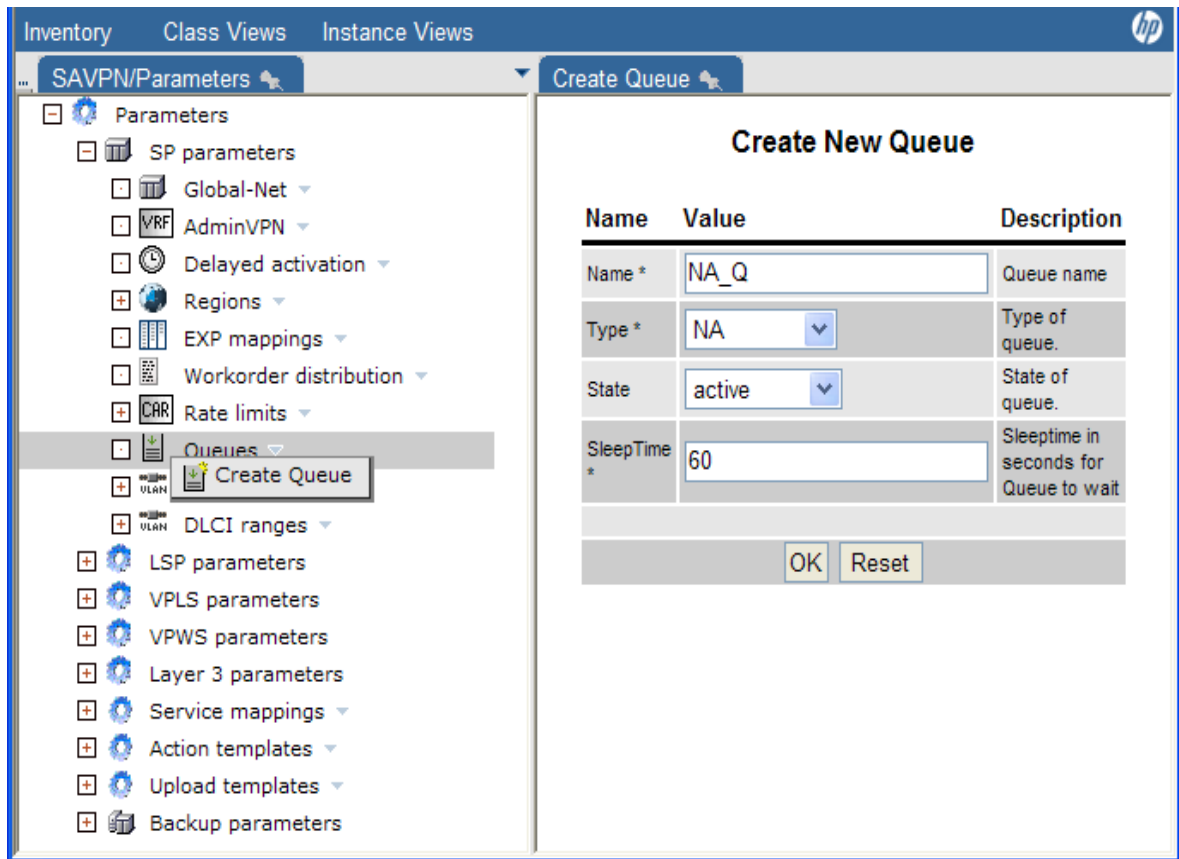 Inventory Class Views Instance Views
hp
... SAVPN/Parameters
Create Queue
Parameters
SP parameters
Global-Net
VRF AdminVPN
Delayed activation
Regions
EXP mappings
Workorder distribution
CAR Rate limits
Queues
Create Queue
VLAN
VLAN DLCI ranges
LSP parameters
VPLS parameters
VPWS parameters
Layer 3 parameters
Service mappings
Action templates
Upload templates
Backup parameters
Create New Queue
Name Value Description
Name * NA_Q Queue name
Type * NA Type of
queue.
State active State of
queue.
SleepTime
* 60 Sleeptime in
seconds for
Queue to wait
OK Reset